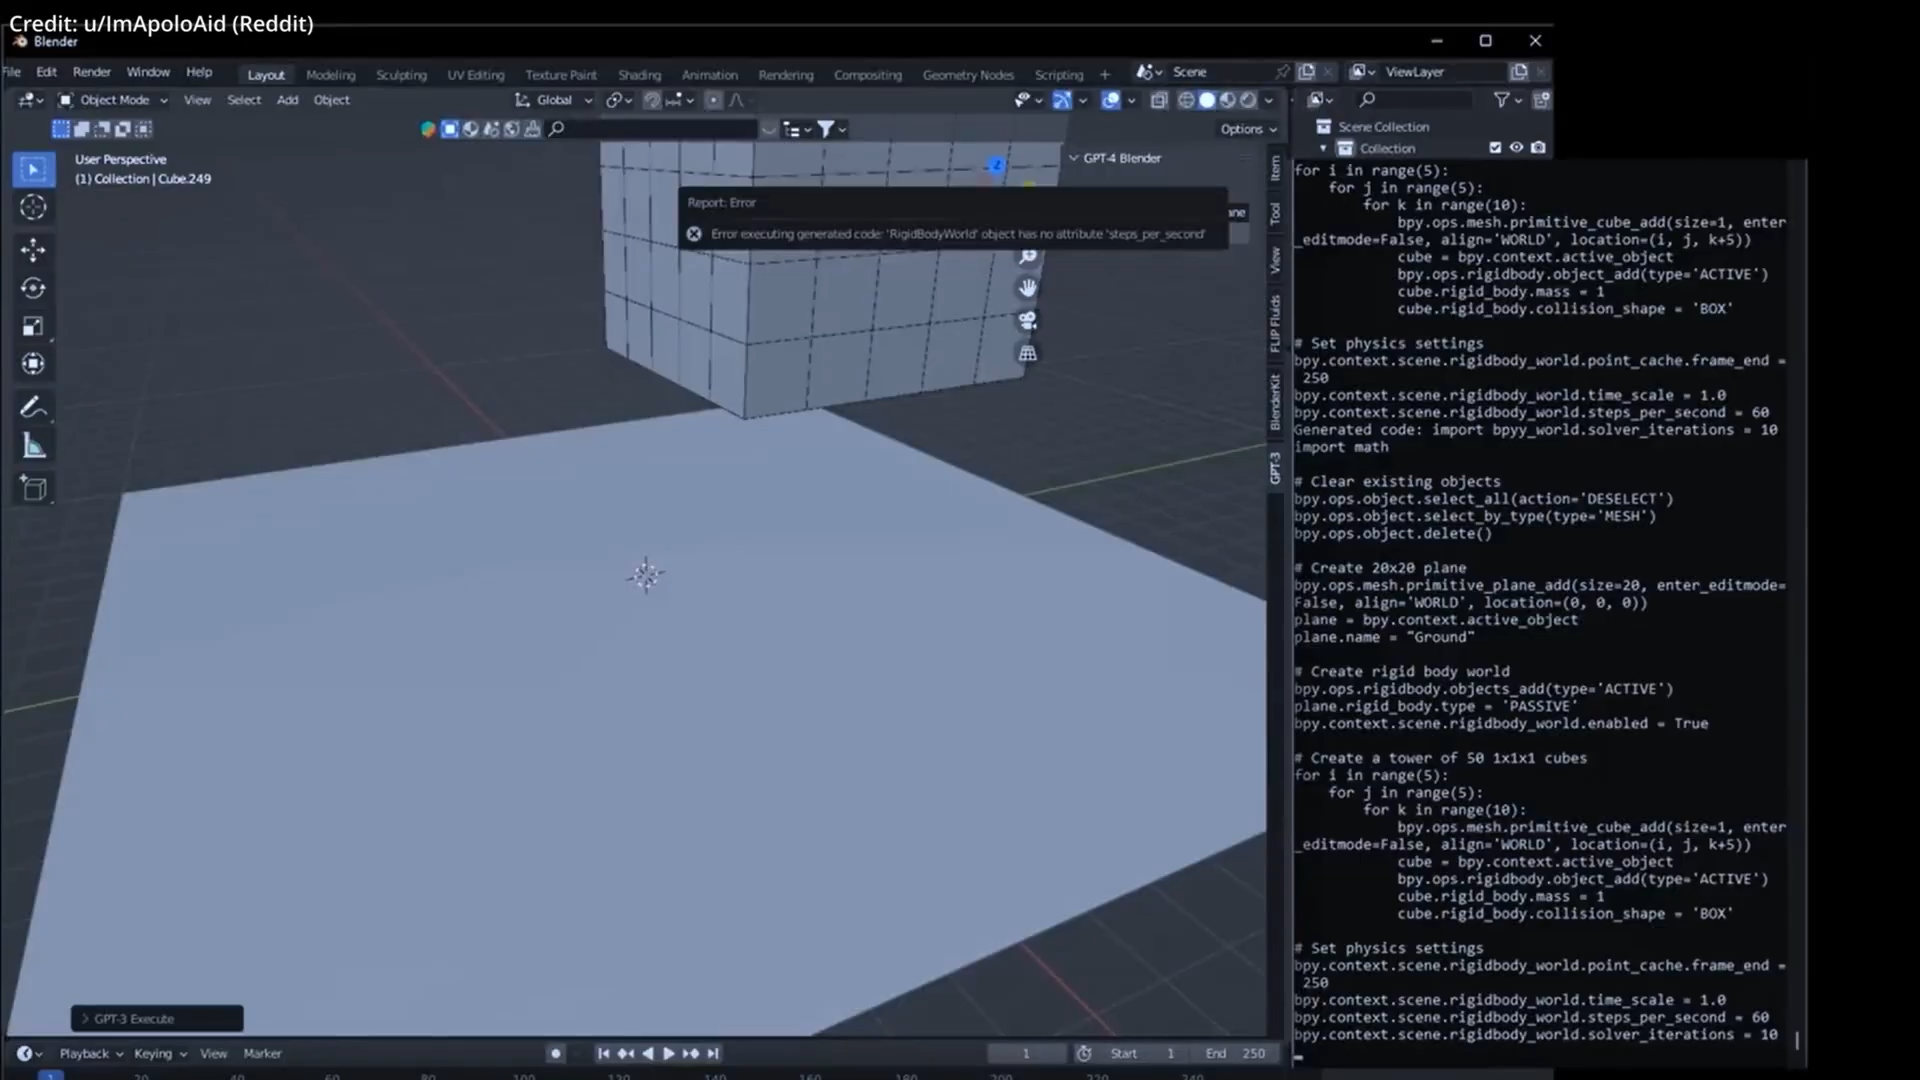 Credit: u/ImApoloAid (Reddit)
Blender
File Edit Render Window Help Layout Modeling Sculpting UV Editing Texture Paint Shading Animation Rendering Compositing Geometry Nodes Scripting + Scene ViewLayer
Object Mode View Select Add Object Global
Options
User Perspective
(1) Collection | Cube.249
GPT-4 Blender
Report: Error
Error executing generated code: 'RigidBodyWorld' object has no attribute 'steps_per_second'
Z
Item
Tool
View
FLIP Fluids
BlenderKit
GPT-3
Scene Collection
Collection
for i in range(5):
for j in range(5):
for k in range(10):
bpy.ops.mesh.primitive_cube_add(size=1, enter
_editmode=False, align='WORLD', location=(i, j, k+5))
cube = bpy.context.active_object
bpy.ops.rigidbody.object_add(type='ACTIVE')
cube.rigid_body.mass = 1
cube.rigid_body.collision_shape = 'BOX'
# Set physics settings
bpy.context.scene.rigidbody_world.point_cache.frame_end =
250
bpy.context.scene.rigidbody_world.time_scale = 1.0
bpy.context.scene.rigidbody_world.steps_per_second = 60
Generated code: import bpyy_world.solver_iterations = 10
import math
# Clear existing objects
bpy.ops.object.select_all(action='DESELECT')
bpy.ops.object.select_by_type(type='MESH')
bpy.ops.object.delete()
# Create 20x20 plane
bpy.ops.mesh.primitive_plane_add(size=20, enter_editmode=
False, align='WORLD', location=(0, 0, 0))
plane = bpy.context.active_object
plane.name = "Ground"
# Create rigid body world
bpy.ops.rigidbody.objects_add(type='ACTIVE')
plane.rigid_body.type = 'PASSIVE'
bpy.context.scene.rigidbody_world.enabled = True
# Create a tower of 50 1x1x1 cubes
for i in range(5):
for j in range(5):
for k in range(10):
bpy.ops.mesh.primitive_cube_add(size=1, enter
_editmode=False, align='WORLD', location=(i, j, k+5))
cube = bpy.context.active_object
bpy.ops.rigidbody.object_add(type='ACTIVE')
cube.rigid_body.mass = 1
cube.rigid_body.collision_shape = 'BOX'
# Set physics settings
bpy.context.scene.rigidbody_world.point_cache.frame_end =
250
bpy.context.scene.rigidbody_world.time_scale = 1.0
bpy.context.scene.rigidbody_world.steps_per_second = 60
bpy.context.scene.rigidbody_world.solver_iterations = 10
GPT-3 Execute
Playback Keying View Marker 1 Start 1 End 250